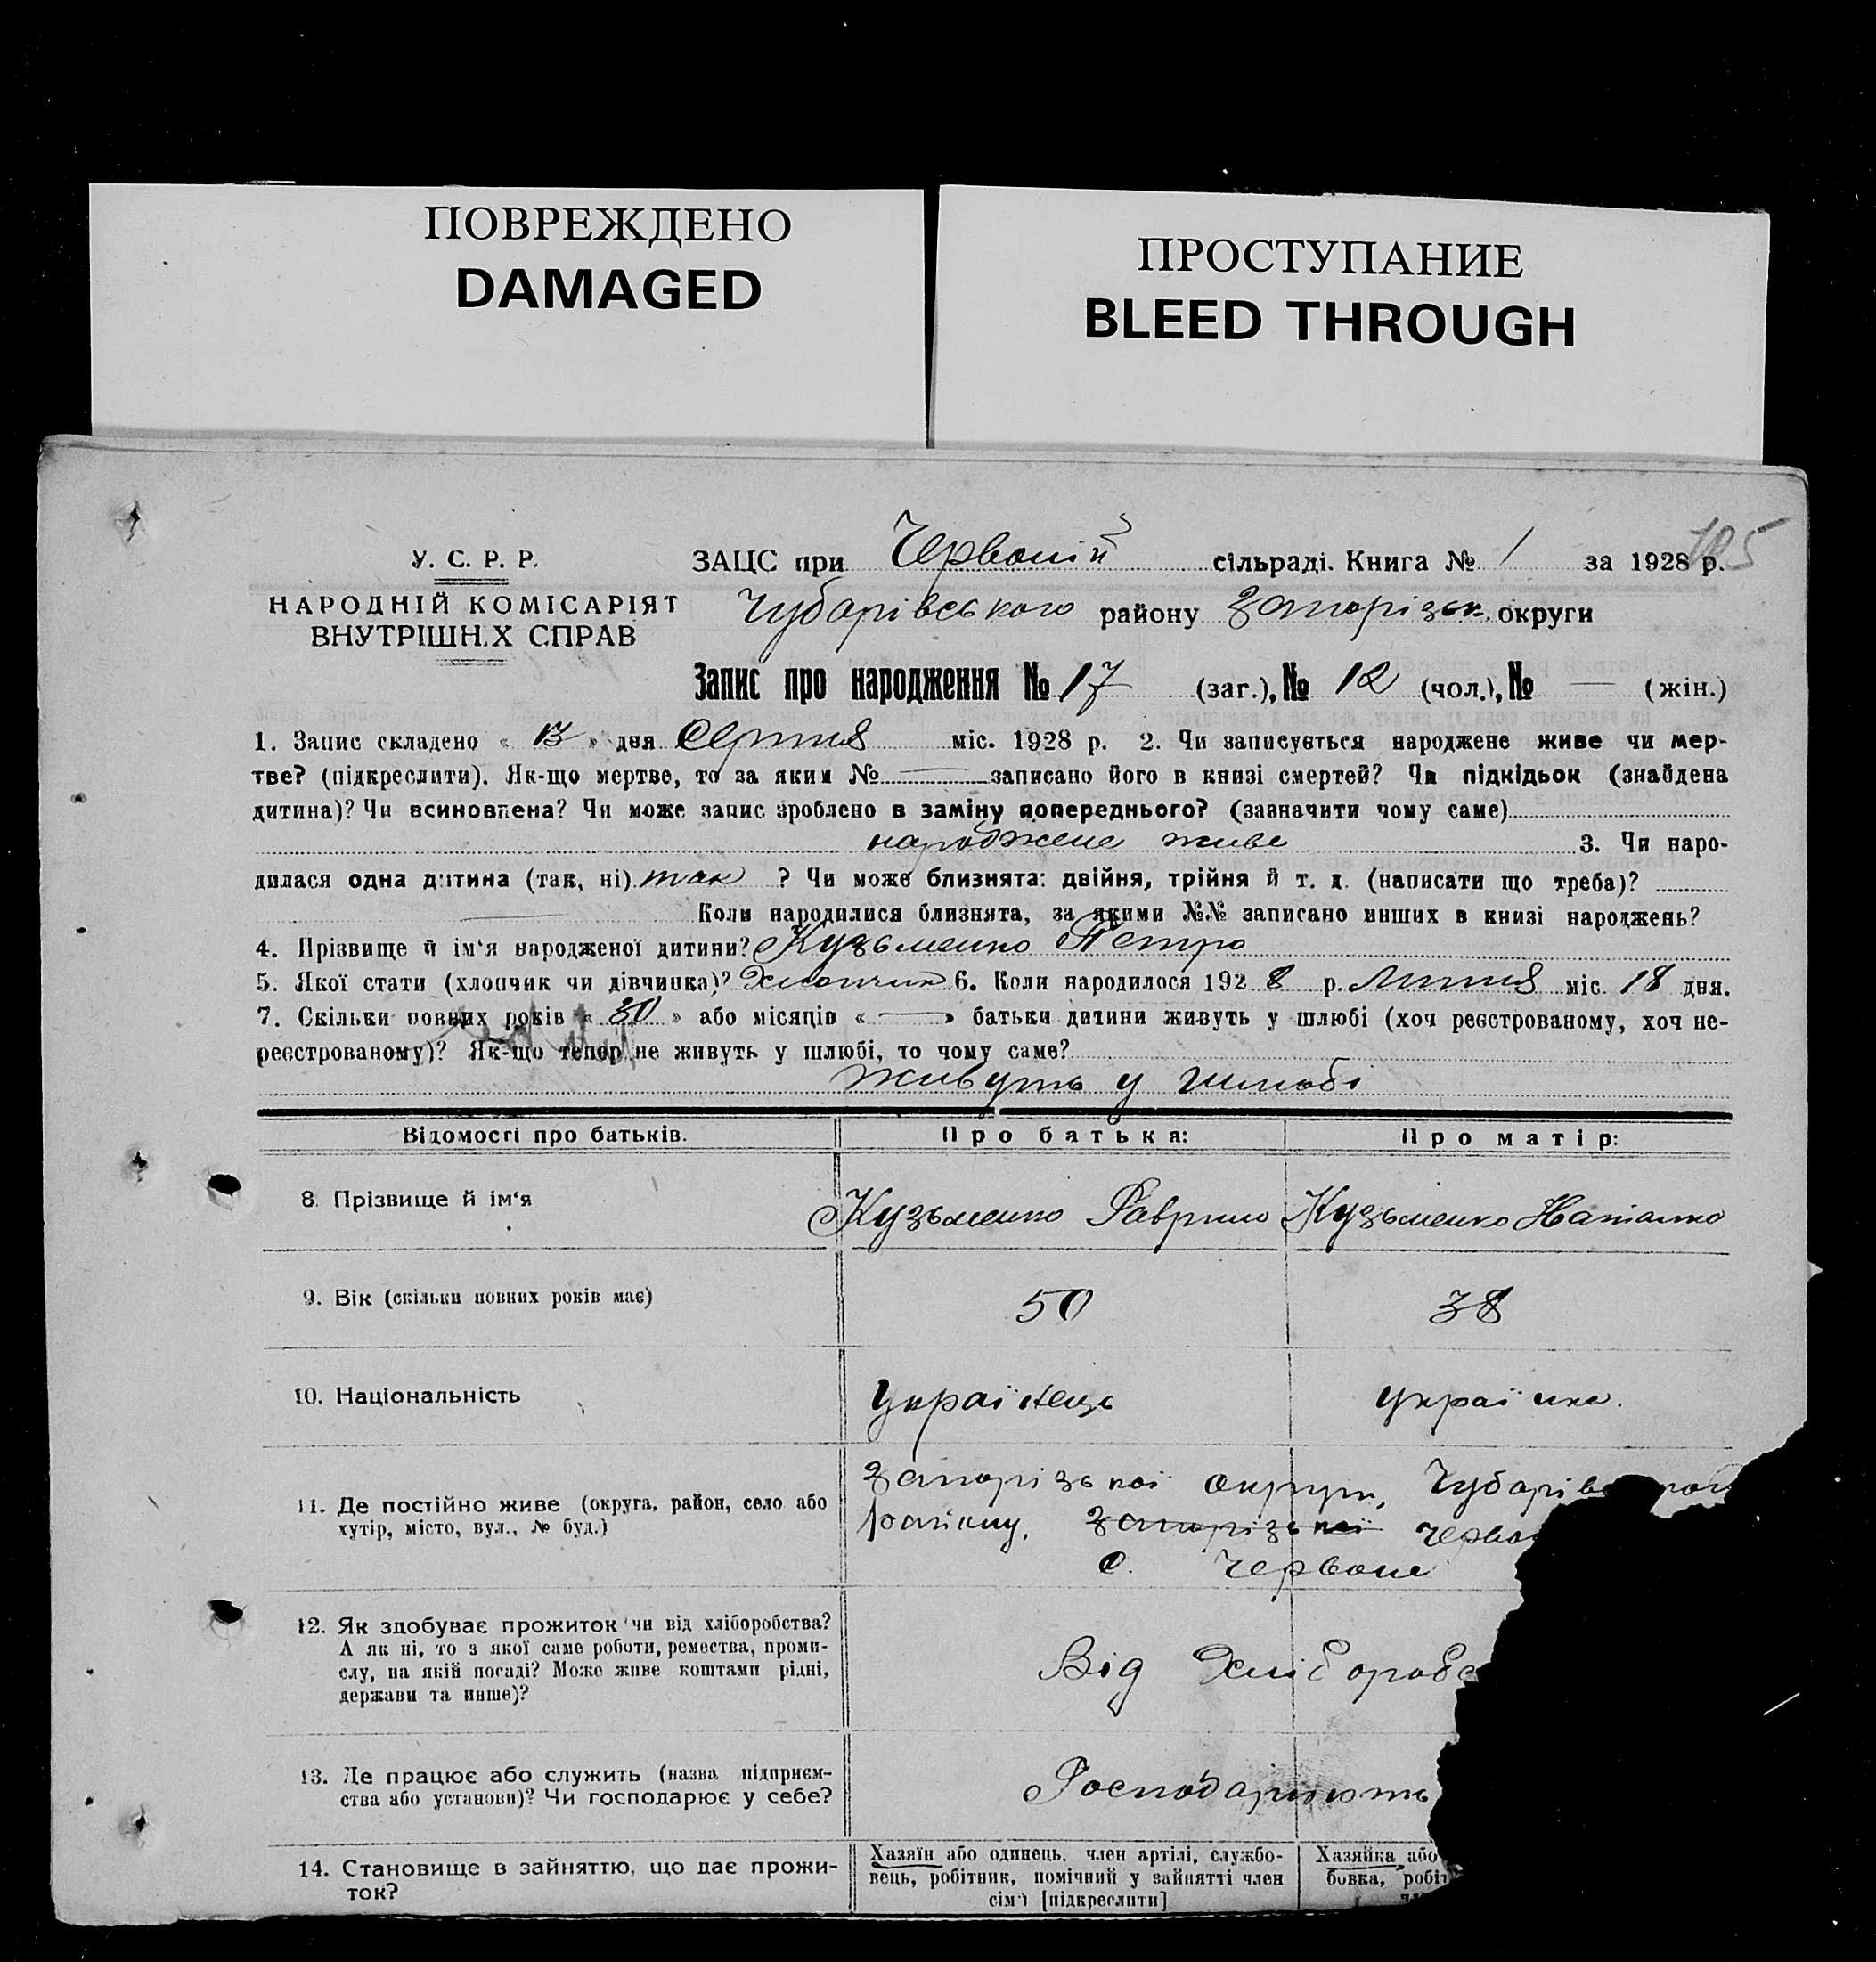 ПОВРЕЖДЕНО
DAMAGED
ПРОСТУПАНИЕ
BLEED THROUGH
105
У. С. Р. Р.
НАРОДНІЙ КОМІСАРІЯТ
ВНУТРІШН.Х СПРАВ
ЗАЦС при Червоній сільраді. Книга № 1 за 1928 р.
Чубарівського району Запорізьк. округи
Запис про народження № 17 (заг.), № 12 (чол.), № — (жін.)
1. Запис складено « 13 » дня Серпня міс. 1928 р. 2. Чи записується народжене живе чи мер-
тве? (підкреслити). Як-що мертве, то за яким № — записано його в книзі смертей? Чи підкідьок (знайдена
дитина)? Чи всиновлена? Чи може запис зроблено в заміну попереднього? (зазначити чому саме)
народжене живе 3. Чи наро-
дилася одна дитина (так, ні) так ? Чи може близнята: двійня, трійня й т. д. (написати що треба)?
— Коли народилися близнята, за якими №№ записано инших в книзі народжень?
4. Прізвище й ім‘я народженої дитини? Кузьменко Петро
5. Якої стати (хлопчик чи дівчинка)? Хлопчик 6. Коли народилося 1928 р. Липня міс. 18 дня.
7. Скільки повних років « 30 » або місяців « — » батьки дитини живуть у шлюбі (хоч реєстрованому, хоч не-
реєстрованому)? Як-що тепер не живуть у шлюбі, то чому саме?
живуть у шлюбі
Відомості про батьків. Про батька: Про матір:
8. Прізвище й ім‘я Кузьменко Гаврило Кузьменко Наталка
9. Вік (скільки повних років має) 50 38
10. Національність Українець Українка.
11. Де постійно живе (округа, район, село або
хутір, місто, вул., № буд.)
Запорізької округи, Чубарівського
району, Запорізької Черво
с. Червоне
12. Як здобуває прожиток чи від хліборобства?
А як ні, то з якої саме роботи, ремества, проми-
слу, на якій посаді? Може живе коштами рідні,
держави та инше)?
Від Хліборобс
13. Де працює або служить (назва підприєм-
ства або установи)? Чи господарює у себе?
Господарюють
14. Становище в зайняттю, що дає прожи-
ток?
Хазяїн або одинець, член артілі, службо-
вець, робітник, помічний у зайнятті член
сім‘ї [підкреслити]
Хазяйка або
бовка, робіт